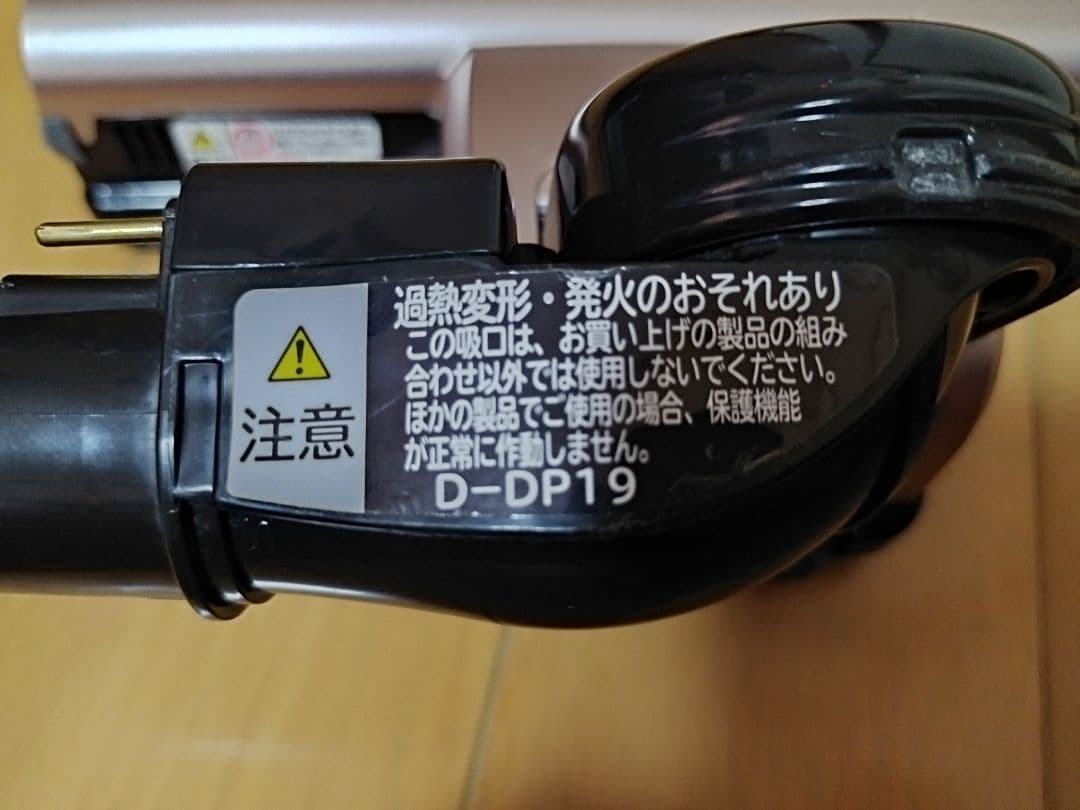 注意
過熱変形・発火のおそれあり
この吸口は、お買い上げの製品の組み
合わせ以外では使用しないでください。
ほかの製品でご使用の場合、保護機能
が正常に作動しません。
D-DP19